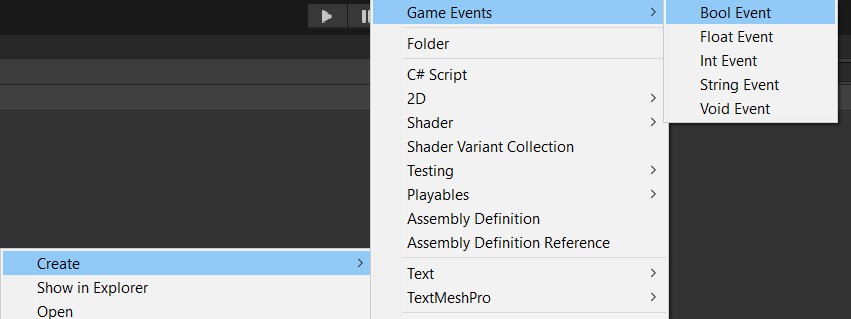 Game Events
Folder
C# Script
2D
Shader
Shader Variant Collection
Testing
Playables
Assembly Definition
Assembly Definition Reference
Text
TextMeshPro
Bool Event
Float Event
Int Event
String Event
Void Event
Create
Show in Explorer
Open